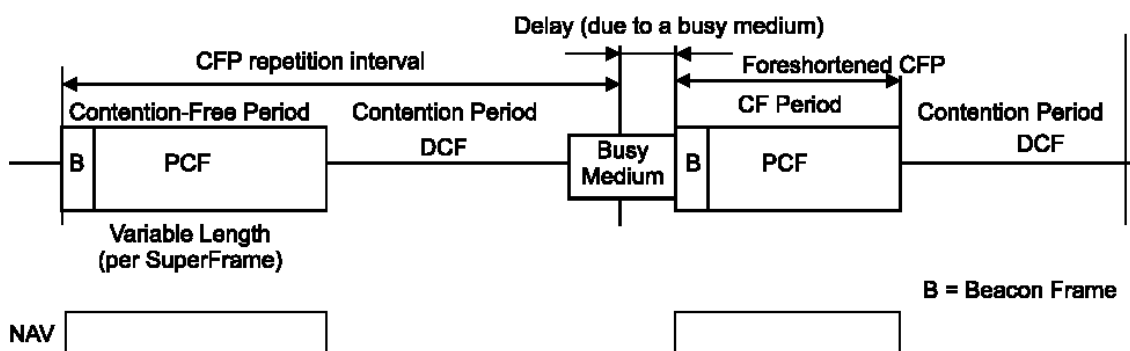 Delay (due to a busy medium)
CFP repetition interval
Foreshortened CFP
Contention-Free Period
Contention Period
CF Period
Contention Period
B
PCF
DCF
Busy
Medium
B
PCF
DCF
Variable Length
(per SuperFrame)
B = Beacon Frame
NAV